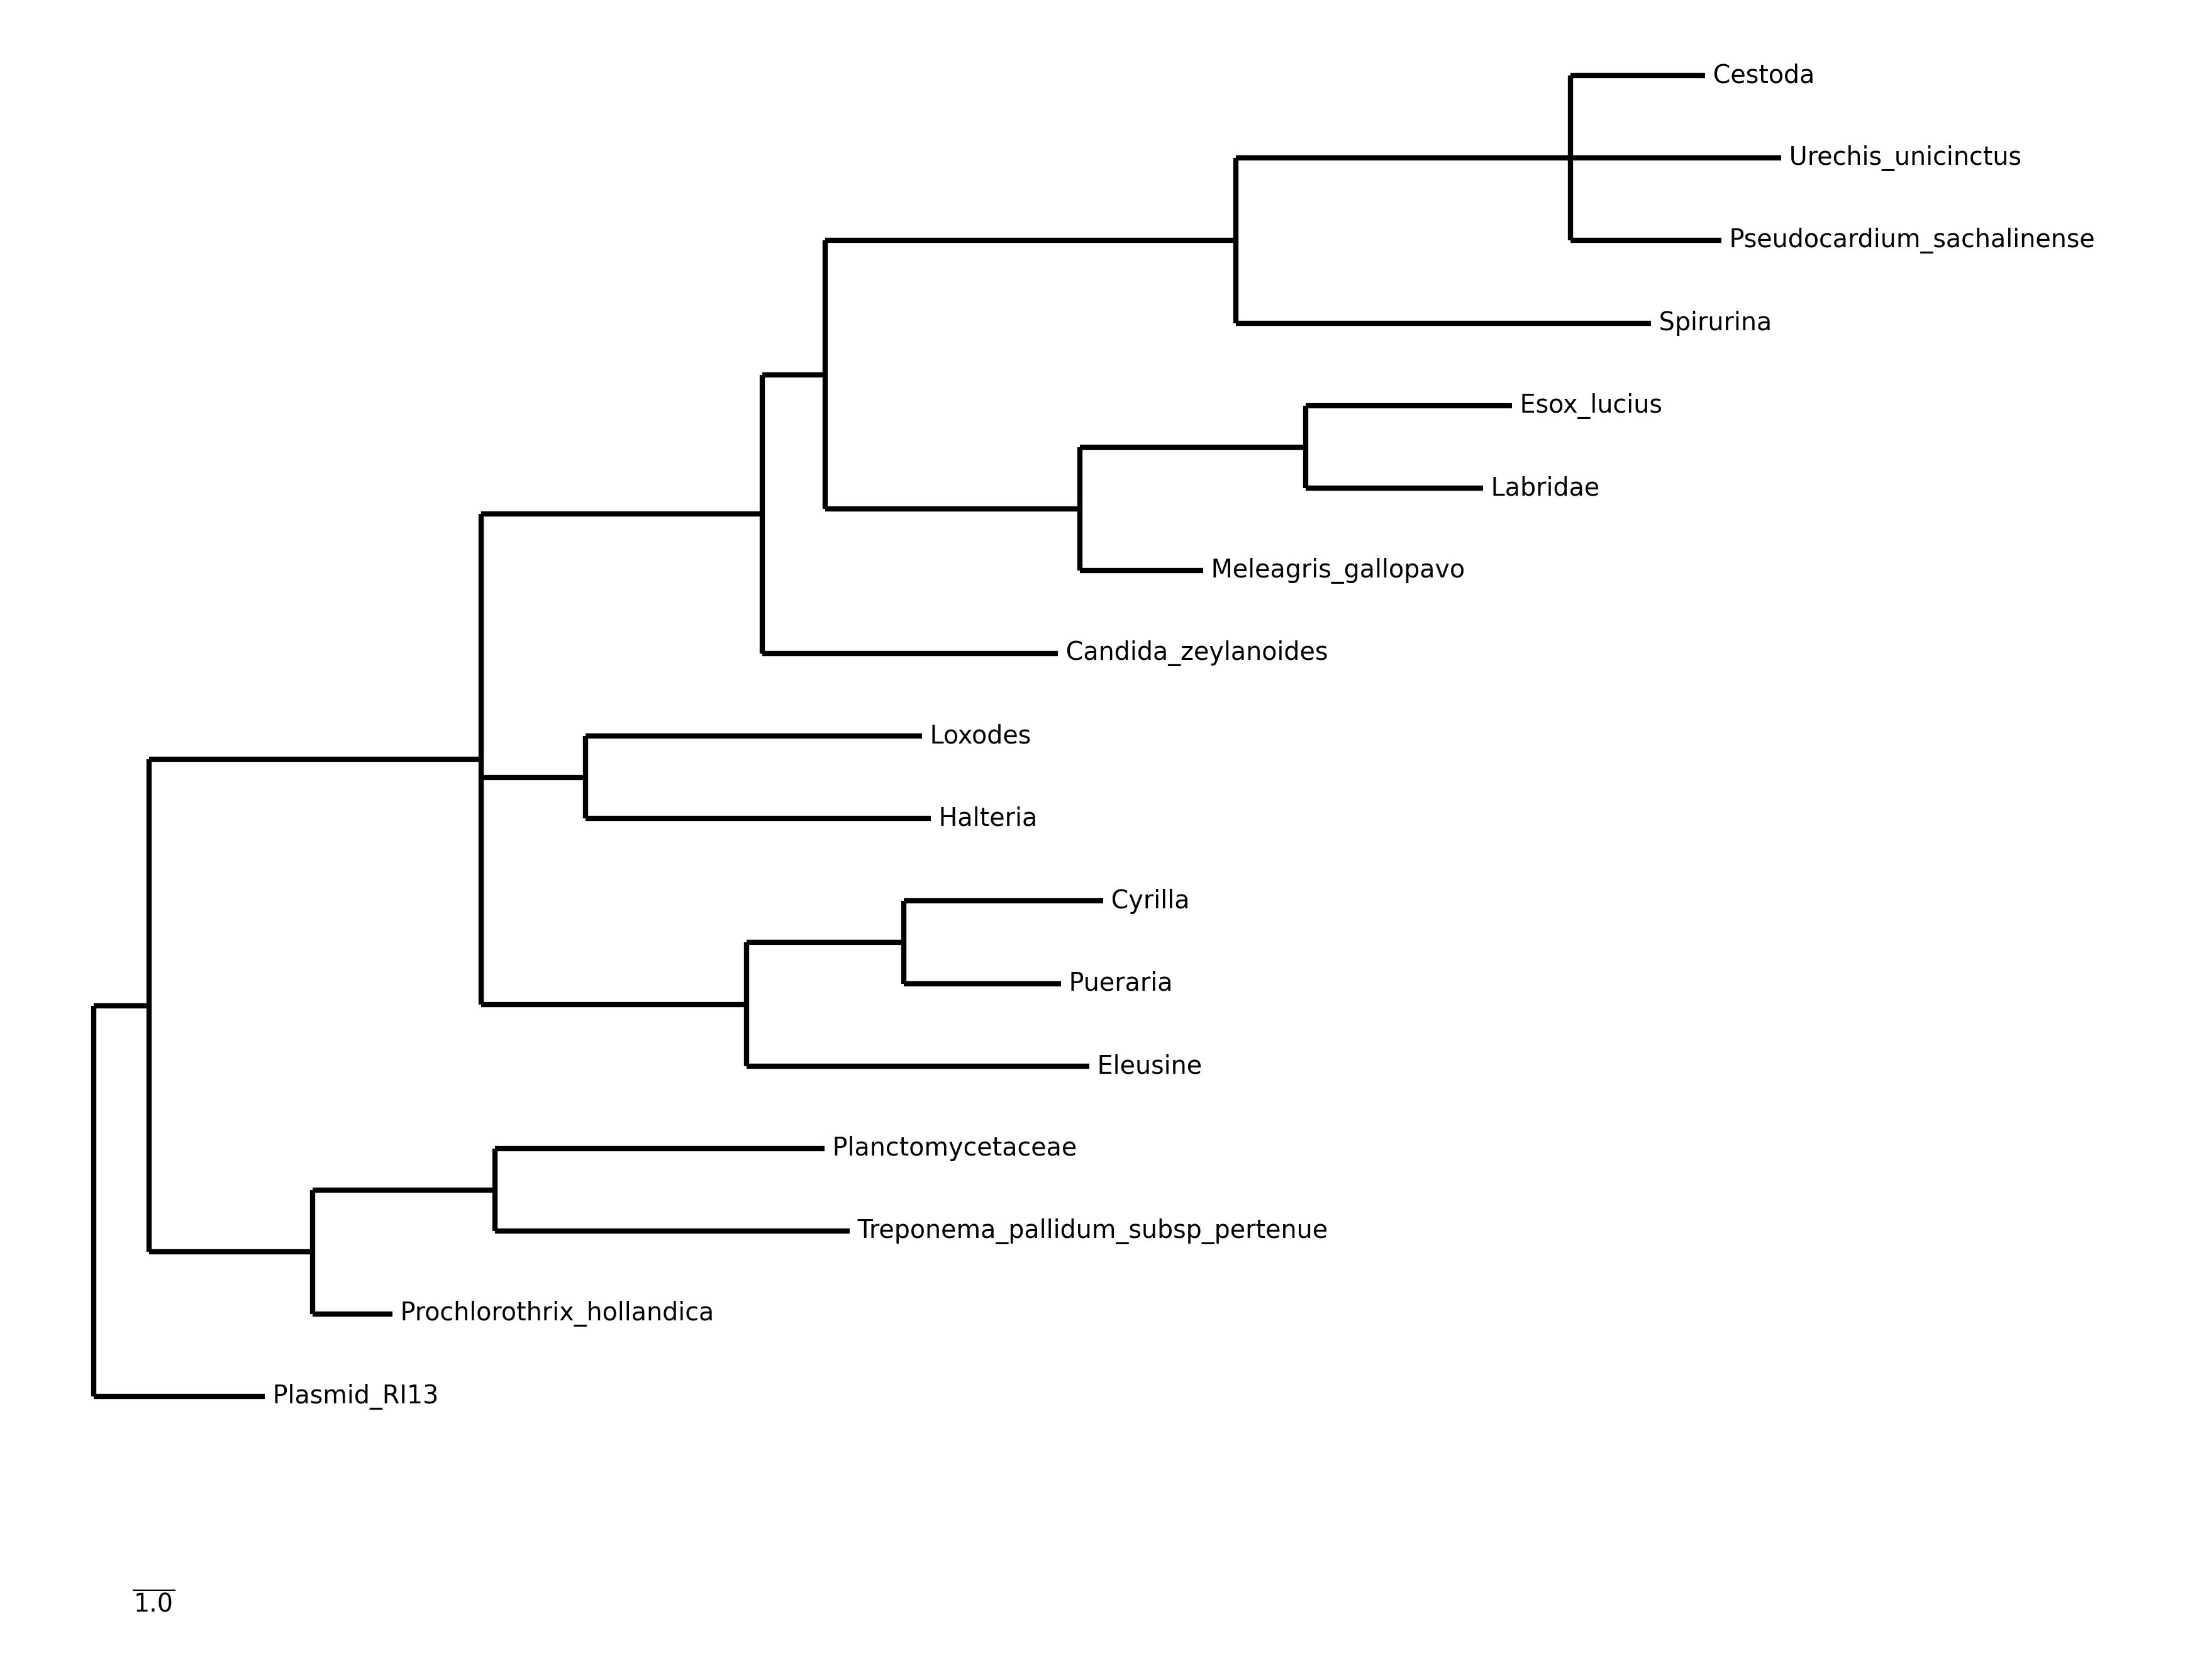 Cestoda
Urechis_unicinctus
Pseudocardium_sachalinense
Spirurina
Esox_lucius
Labridae
Meleagris_gallopavo
Candida_zeylanoides
Loxodes
Halteria
Cyrilla
Pueraria
Eleusine
Planctomycetaceae
Treponema_pallidum_subsp_pertenue
Prochlorothrix_hollandica
Plasmid_RI13
1.0